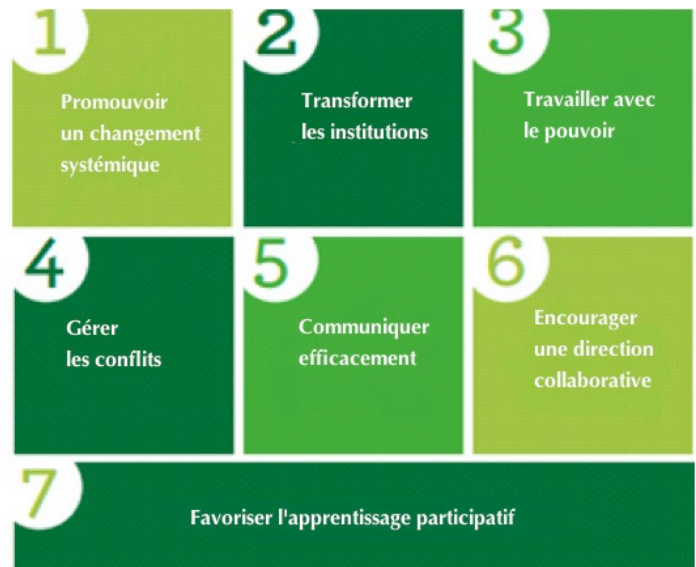 1
Promouvoir
un changement
systémique
2
Transformer
les institutions
3
Travailler avec
le pouvoir
4
Gérer
les conflits
5
Communiquer
efficacement
6
Encourager
une direction
collaborative
7
Favoriser l'apprentissage participatif